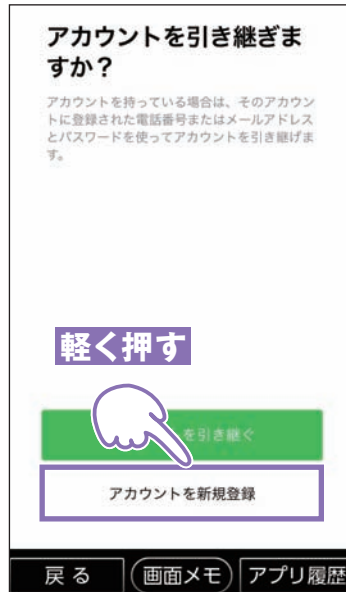 アカウントを引き継ぎま
すか？
アカウントを持っている場合は、そのアカウン
トに登録された電話番号またはメールアドレス
とパスワードを使ってアカウントを引き継げま
す。
軽く押す
を引き継ぐ
アカウントを新規登録
戻る
画面メモ
アプリ履歴